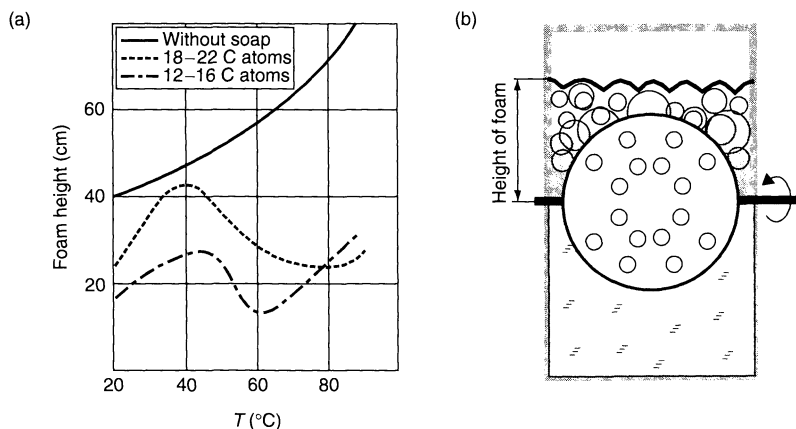 (a)
Without soap
18–22 C atoms
12–16 C atoms
Foam height (cm)
60
40
20
20 40 60 80
T (°C)
(b)
Height of foam